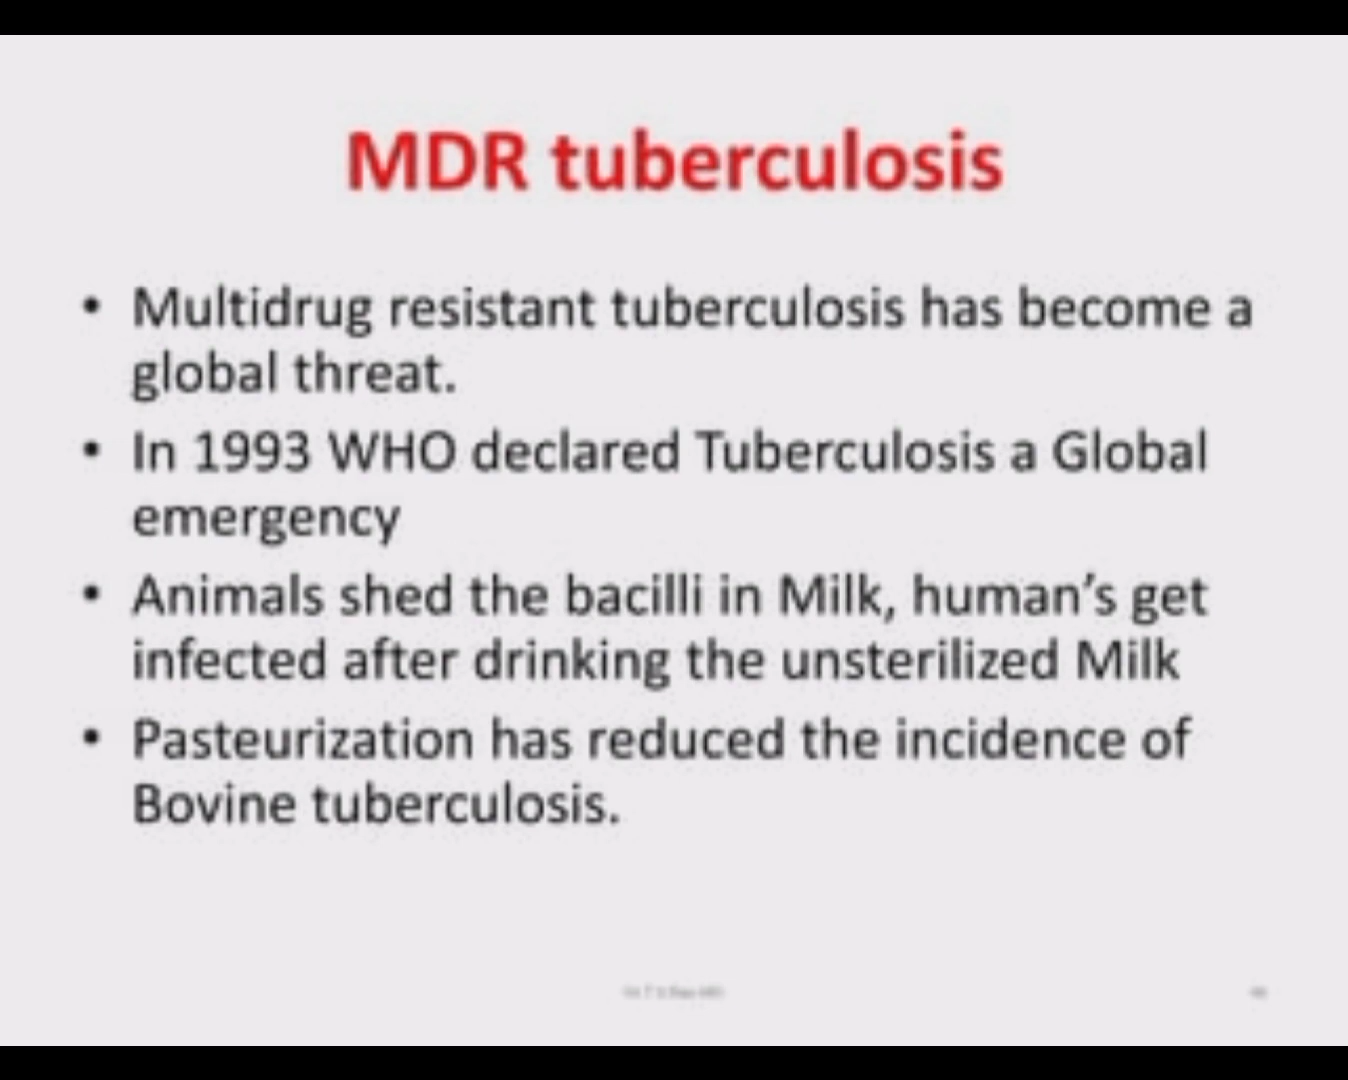 MDR tuberculosis
• Multidrug resistant tuberculosis has become a
global threat.
• In 1993 WHO declared Tuberculosis a Global
emergency
• Animals shed the bacilli in Milk, human’s get
infected after drinking the unsterilized Milk
• Pasteurization has reduced the incidence of
Bovine tuberculosis.